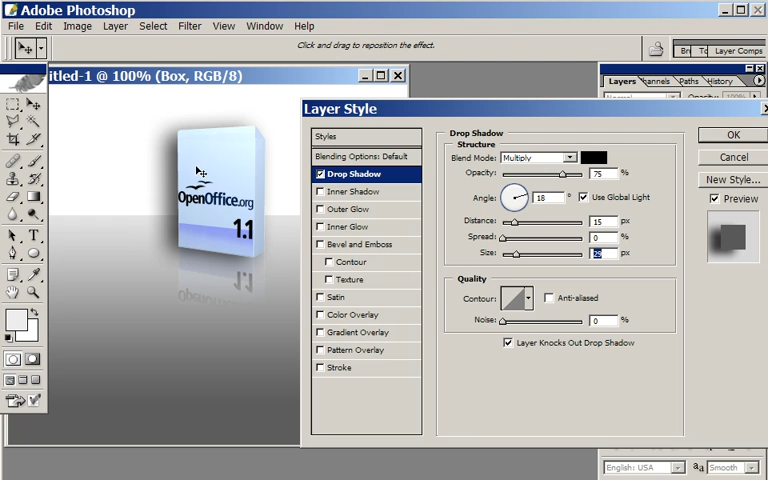 Adobe Photoshop
File Edit Image Layer Select Filter View Window Help
Click and drag to reposition the effect.
Layer Comps
titled-1 @ 100% (Box, RGB/8)
Layers Channels Paths History
Normal Opacity: 100%
Layer Style
Styles
Blending Options: Default
Drop Shadow
Inner Shadow
Outer Glow
Inner Glow
Bevel and Emboss
Contour
Texture
Satin
Color Overlay
Gradient Overlay
Pattern Overlay
Stroke
Drop Shadow
Structure
Blend Mode: Multiply
Opacity: 75 %
Angle: 18 ° Use Global Light
Distance: 15 px
Spread: 0 %
Size: 29 px
Quality
Contour: Anti-aliased
Noise: 0 %
Layer Knocks Out Drop Shadow
OK
Cancel
New Style...
Preview
OpenOffice.org
1.1
T
English: USA aa Smooth